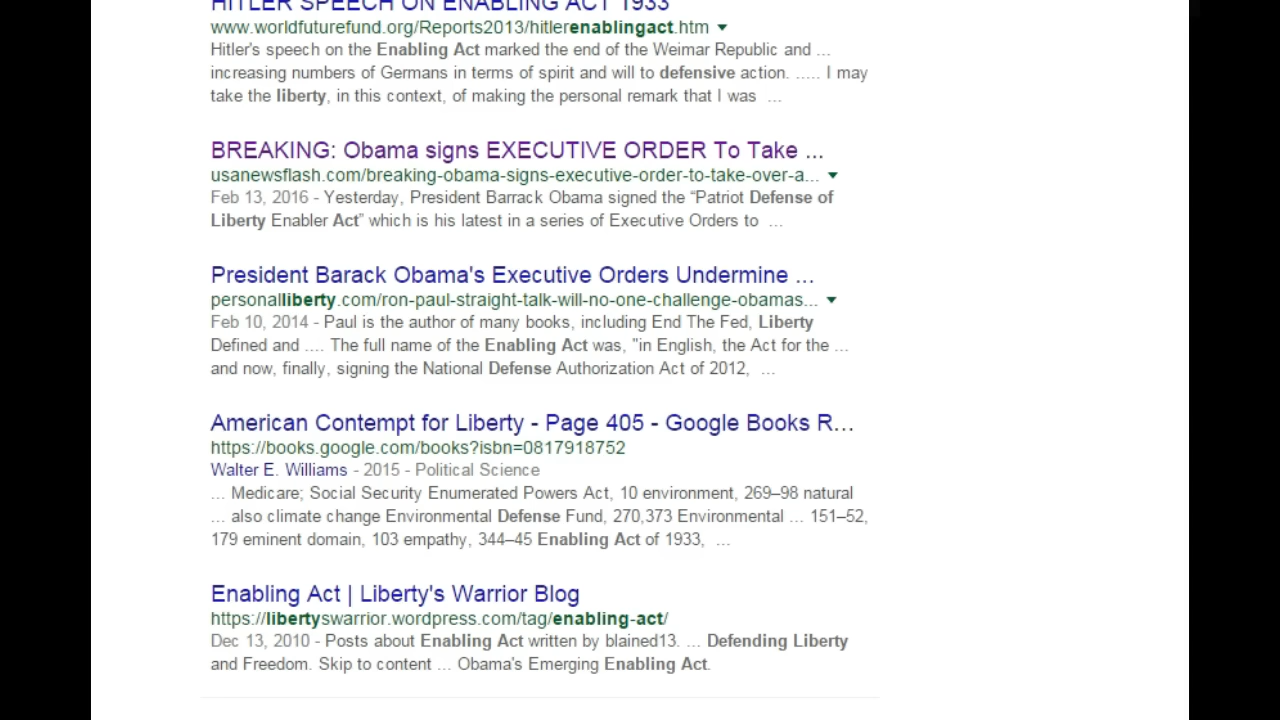 HITLER SPEECH ON ENABLING ACT 1933
www.worldfuturefund.org/Reports2013/hitlerenablingact.htm
Hitler's speech on the Enabling Act marked the end of the Weimar Republic and ...
increasing numbers of Germans in terms of spirit and will to defensive action. ..... I may
take the liberty, in this context, of making the personal remark that I was ...
BREAKING: Obama signs EXECUTIVE ORDER To Take ...
usanewsflash.com/breaking-obama-signs-executive-order-to-take-over-a...
Feb 13, 2016 - Yesterday, President Barrack Obama signed the “Patriot Defense of
Liberty Enabler Act” which is his latest in a series of Executive Orders to ...
President Barack Obama's Executive Orders Undermine ...
personalliberty.com/ron-paul-straight-talk-will-no-one-challenge-obamas...
Feb 10, 2014 - Paul is the author of many books, including End The Fed, Liberty
Defined and .... The full name of the Enabling Act was, "in English, the Act for the ...
and now, finally, signing the National Defense Authorization Act of 2012, ...
American Contempt for Liberty - Page 405 - Google Books R...
https://books.google.com/books?isbn=0817918752
Walter E. Williams - 2015 - Political Science
... Medicare; Social Security Enumerated Powers Act, 10 environment, 269–98 natural
... also climate change Environmental Defense Fund, 270,373 Environmental ... 151–52,
179 eminent domain, 103 empathy, 344–45 Enabling Act of 1933, ...
Enabling Act | Liberty's Warrior Blog
https://libertyswarrior.wordpress.com/tag/enabling-act/
Dec 13, 2010 - Posts about Enabling Act written by blained13. ... Defending Liberty
and Freedom. Skip to content ... Obama's Emerging Enabling Act.